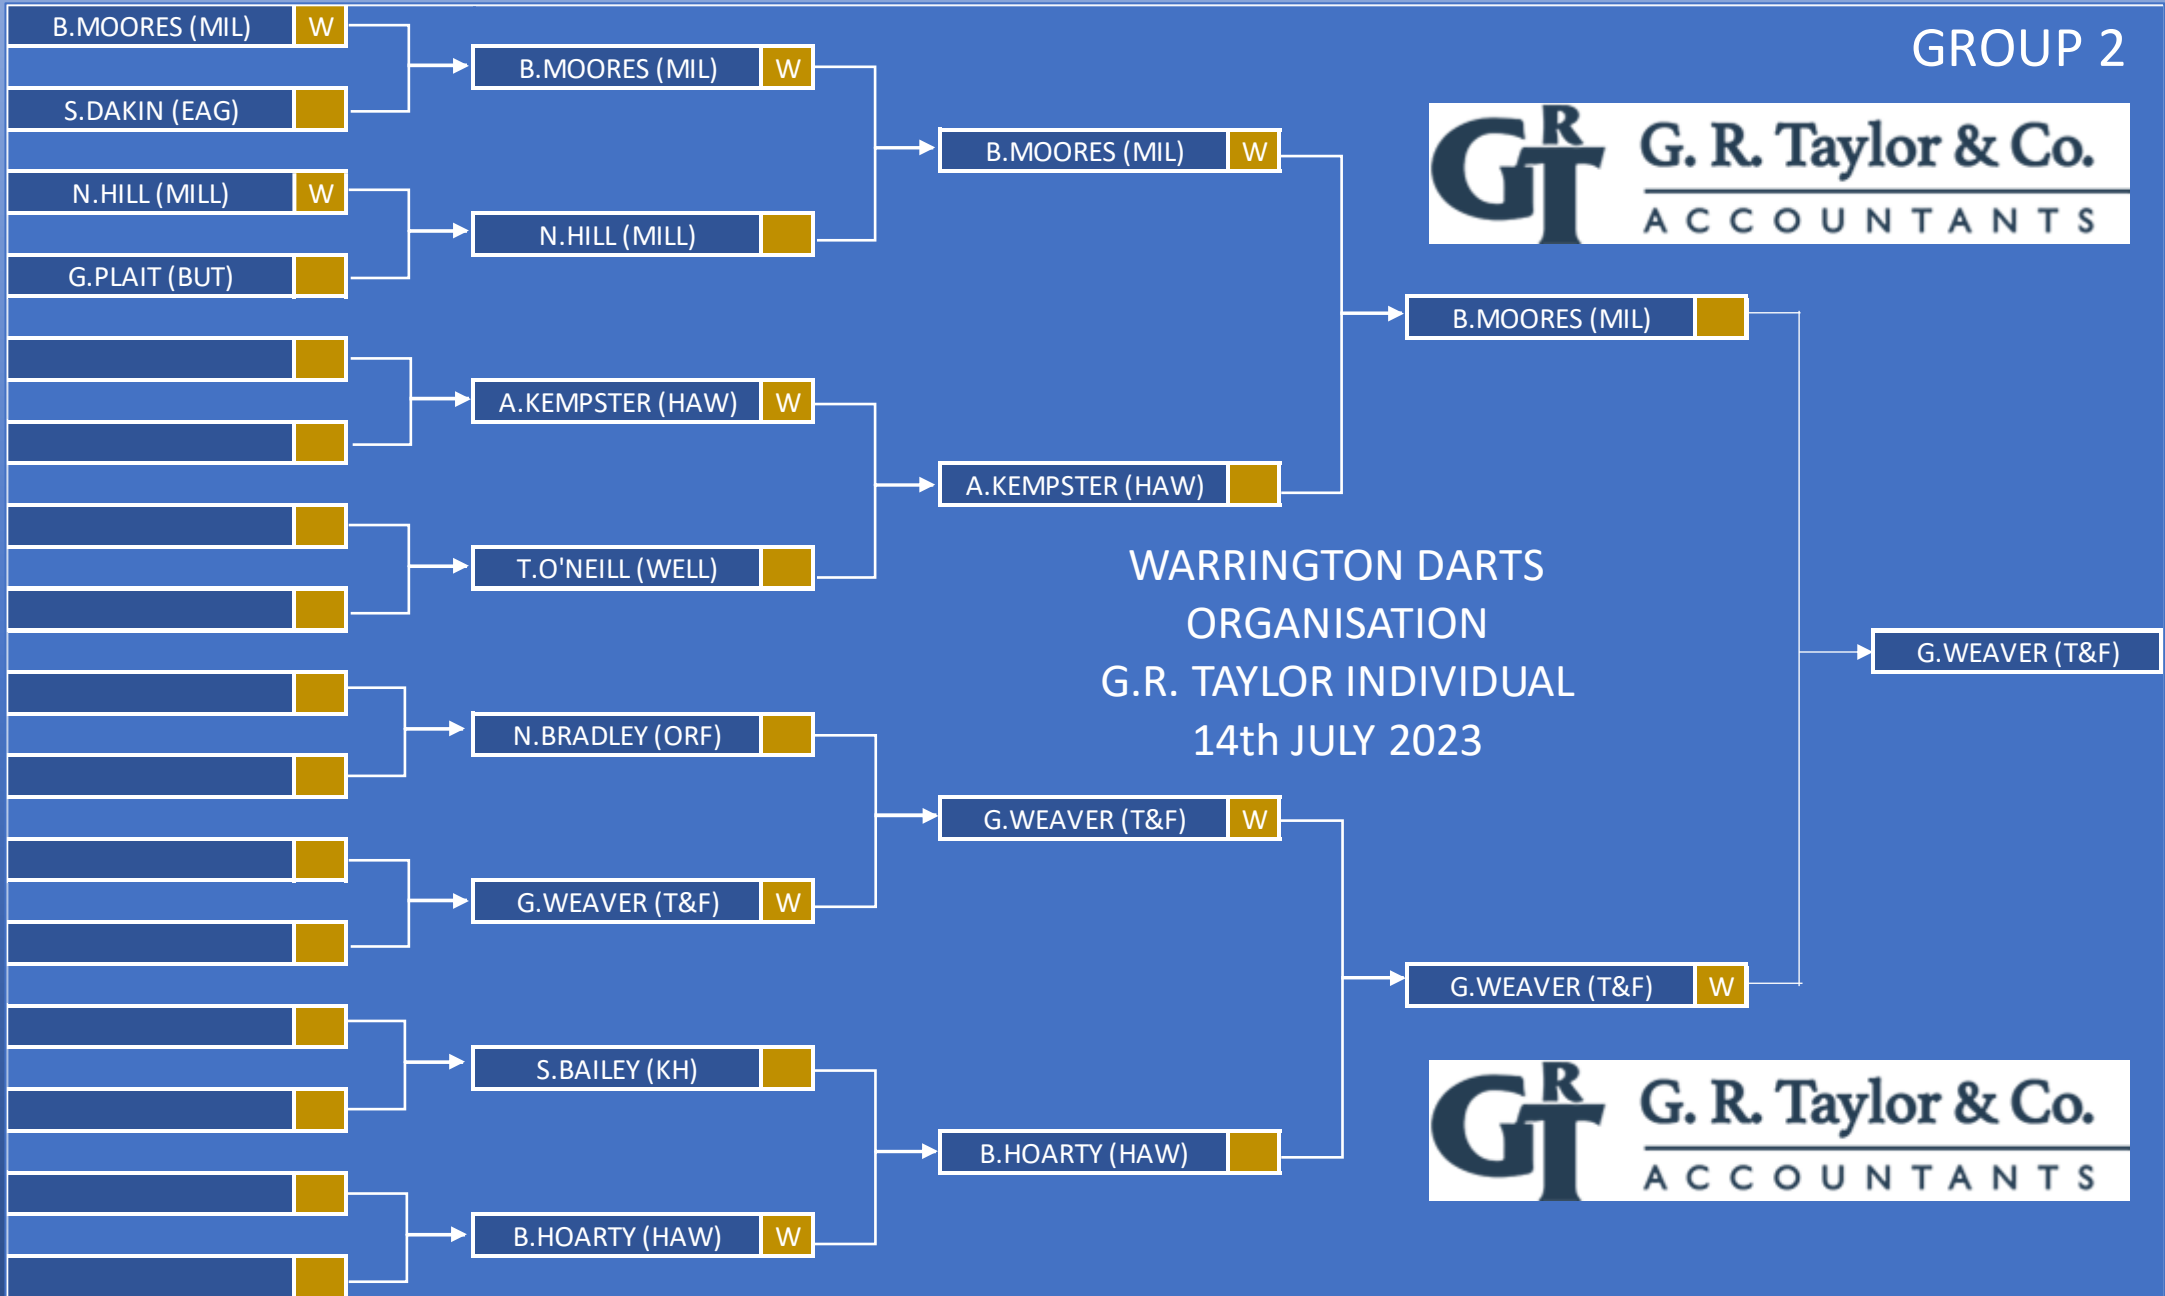 B.MOORES (MIL) W
S.DAKIN (EAG)
N.HILL (MILL) W
G.PLAIT (BUT)
B.MOORES (MIL) W
N.HILL (MILL)
A.KEMPSTER (HAW) W
T.O'NEILL (WELL)
N.BRADLEY (ORF)
G.WEAVER (T&F) W
S.BAILEY (KH)
B.HOARTY (HAW) W
B.MOORES (MIL) W
A.KEMPSTER (HAW)
G.WEAVER (T&F) W
B.HOARTY (HAW)
B.MOORES (MIL)
G.WEAVER (T&F) W
G.WEAVER (T&F)
GROUP 2
GRT
G. R. Taylor & Co.
ACCOUNTANTS
WARRINGTON DARTS
ORGANISATION
G.R. TAYLOR INDIVIDUAL
14th JULY 2023
GRT
G. R. Taylor & Co.
ACCOUNTANTS